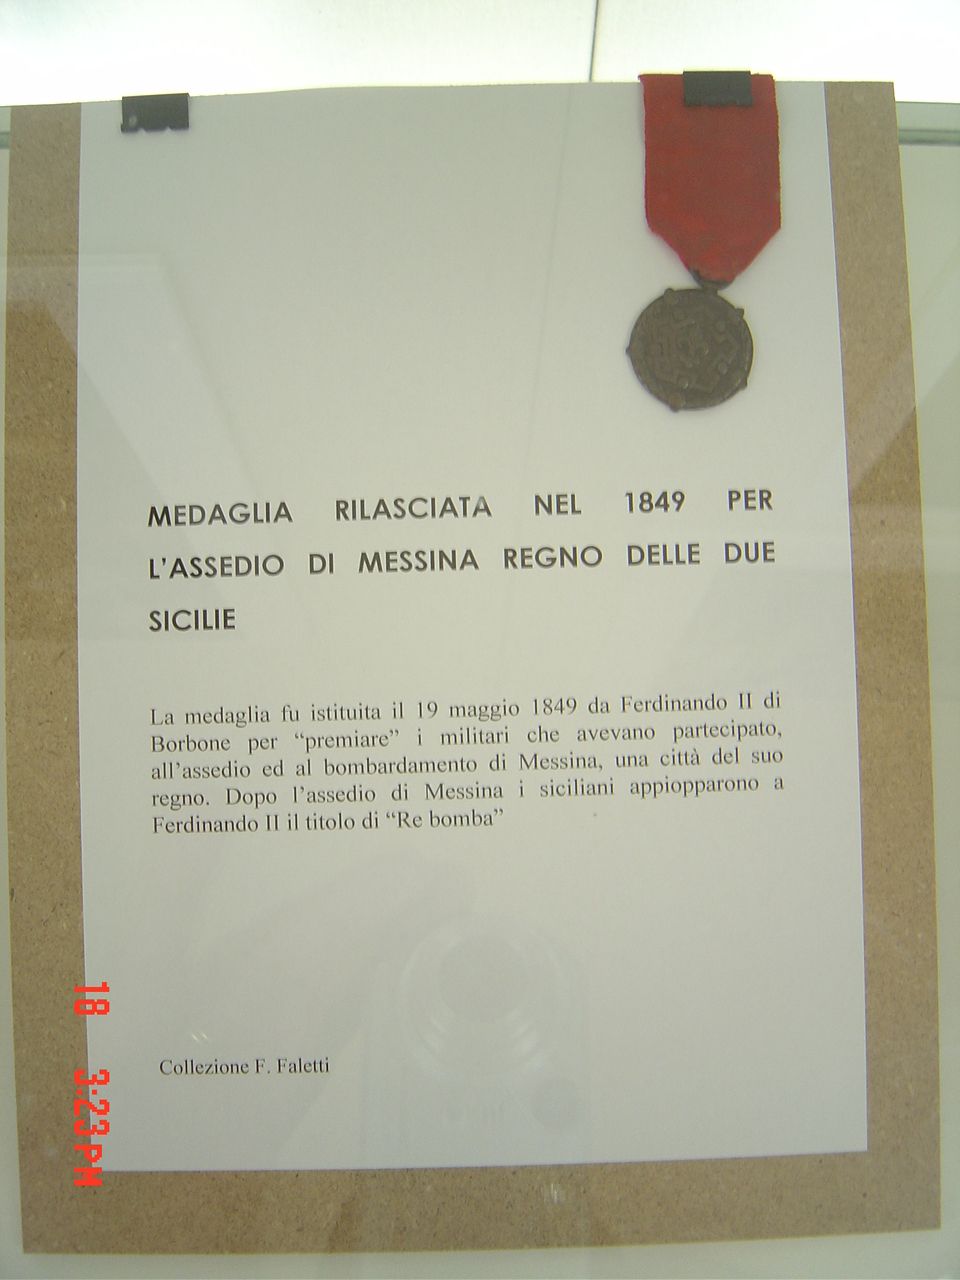 MEDAGLIA RILASCIATA NEL 1849 PER
L'ASSEDIO DI MESSINA REGNO DELLE DUE
SICILIE
La medaglia fu istituita il 19 maggio 1849 da Ferdinando II di
Borbone per “premiare” i militari che avevano partecipato,
all'assedio ed al bombardamento di Messina, una città del suo
regno. Dopo l'assedio di Messina i siciliani appiopparono a
Ferdinando II il titolo di “Re bomba”
Collezione F. Faletti
18 3:23 PM